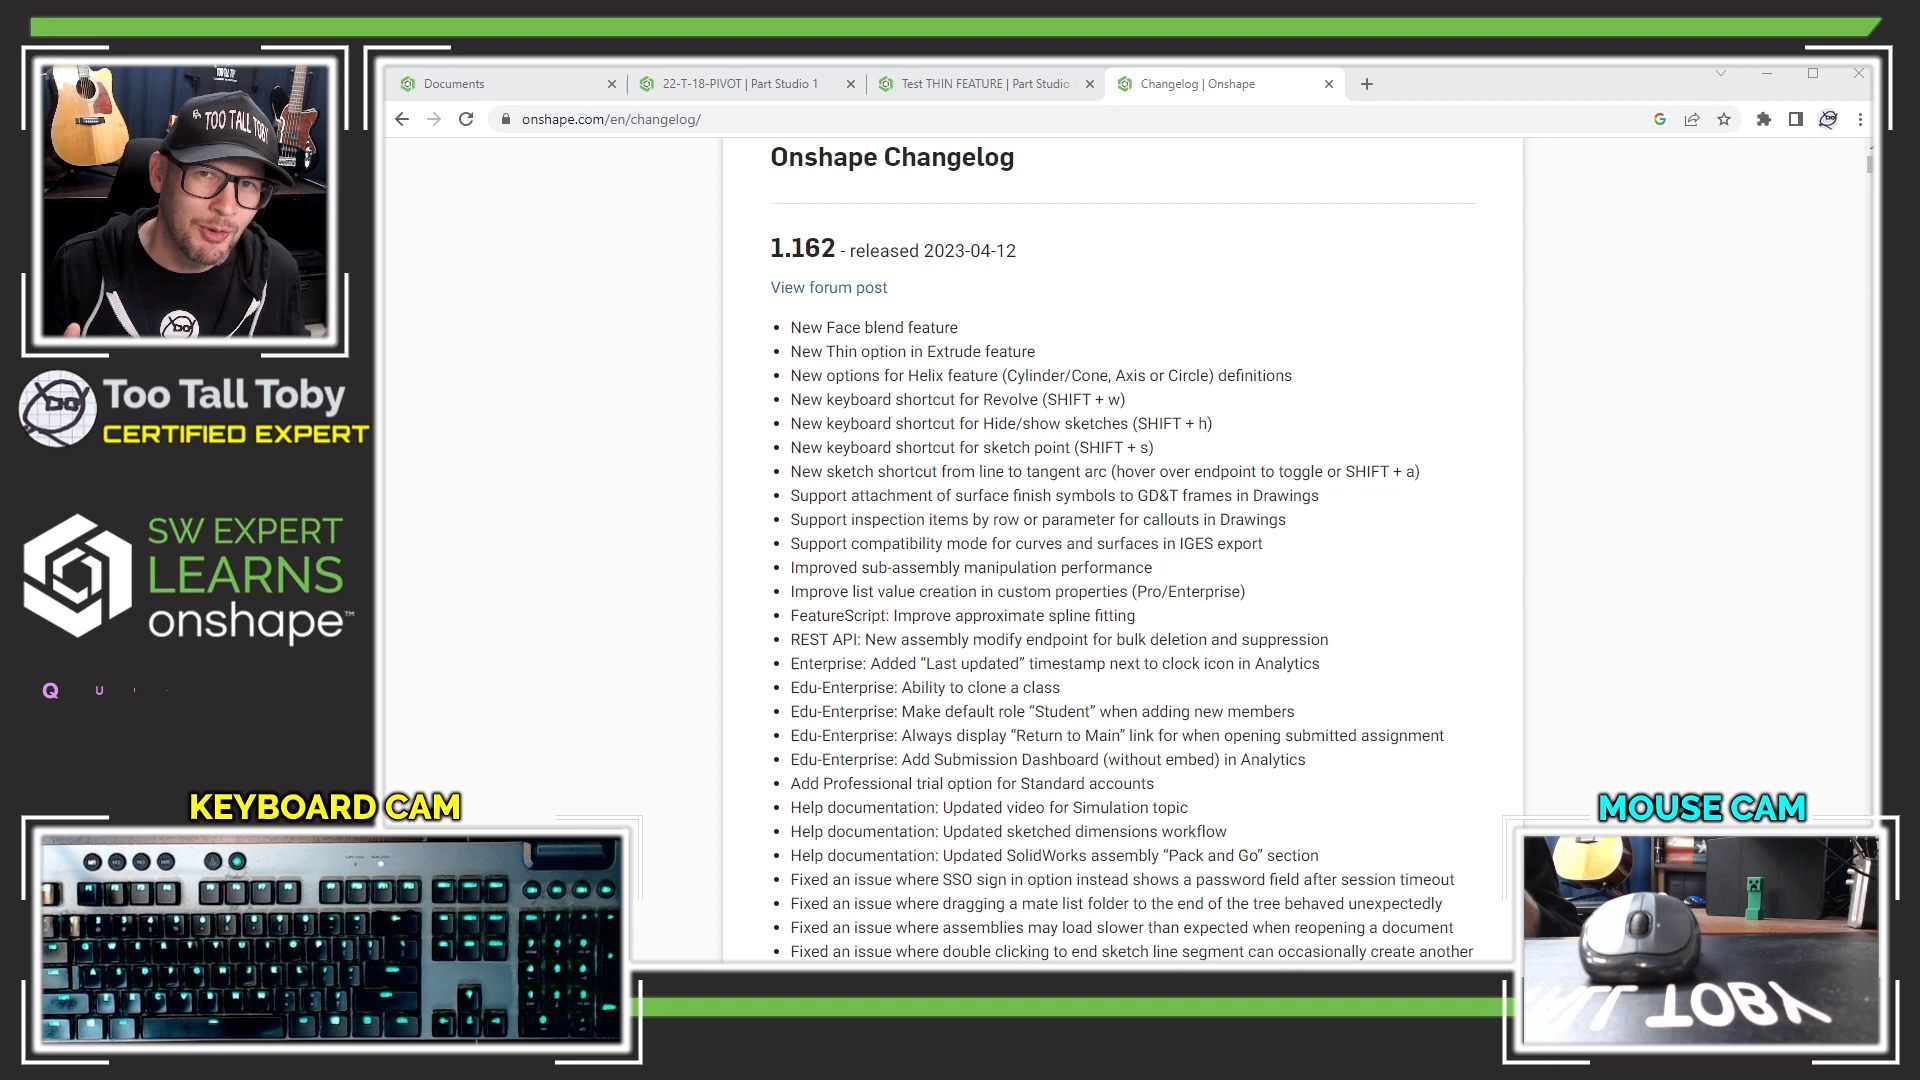 TOO TALL TOBY
Too Tall Toby
CERTIFIED EXPERT
SW EXPERT
LEARNS
onshape™
Q U
KEYBOARD CAM
Documents
22-T-18-PIVOT | Part Studio 1
Test THIN FEATURE | Part Studio
Changelog | Onshape
onshape.com/en/changelog/
Onshape Changelog
1.162 - released 2023-04-12
View forum post
• New Face blend feature
• New Thin option in Extrude feature
• New options for Helix feature (Cylinder/Cone, Axis or Circle) definitions
• New keyboard shortcut for Revolve (SHIFT + w)
• New keyboard shortcut for Hide/show sketches (SHIFT + h)
• New keyboard shortcut for sketch point (SHIFT + s)
• New sketch shortcut from line to tangent arc (hover over endpoint to toggle or SHIFT + a)
• Support attachment of surface finish symbols to GD&T frames in Drawings
• Support inspection items by row or parameter for callouts in Drawings
• Support compatibility mode for curves and surfaces in IGES export
• Improved sub-assembly manipulation performance
• Improve list value creation in custom properties (Pro/Enterprise)
• FeatureScript: Improve approximate spline fitting
• REST API: New assembly modify endpoint for bulk deletion and suppression
• Enterprise: Added “Last updated” timestamp next to clock icon in Analytics
• Edu-Enterprise: Ability to clone a class
• Edu-Enterprise: Make default role “Student” when adding new members
• Edu-Enterprise: Always display “Return to Main” link for when opening submitted assignment
• Edu-Enterprise: Add Submission Dashboard (without embed) in Analytics
• Add Professional trial option for Standard accounts
• Help documentation: Updated video for Simulation topic
• Help documentation: Updated sketched dimensions workflow
• Help documentation: Updated SolidWorks assembly “Pack and Go” section
• Fixed an issue where SSO sign in option instead shows a password field after session timeout
• Fixed an issue where dragging a mate list folder to the end of the tree behaved unexpectedly
• Fixed an issue where assemblies may load slower than expected when reopening a document
• Fixed an issue where double clicking to end sketch line segment can occasionally create another
MOUSE CAM
TOBY